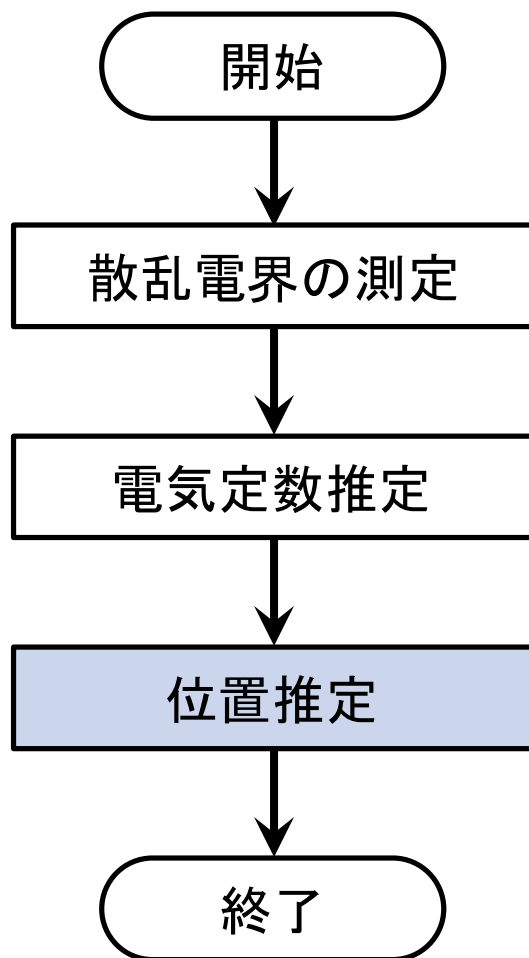 開始
散乱電界の測定
電気定数推定
位置推定
終了